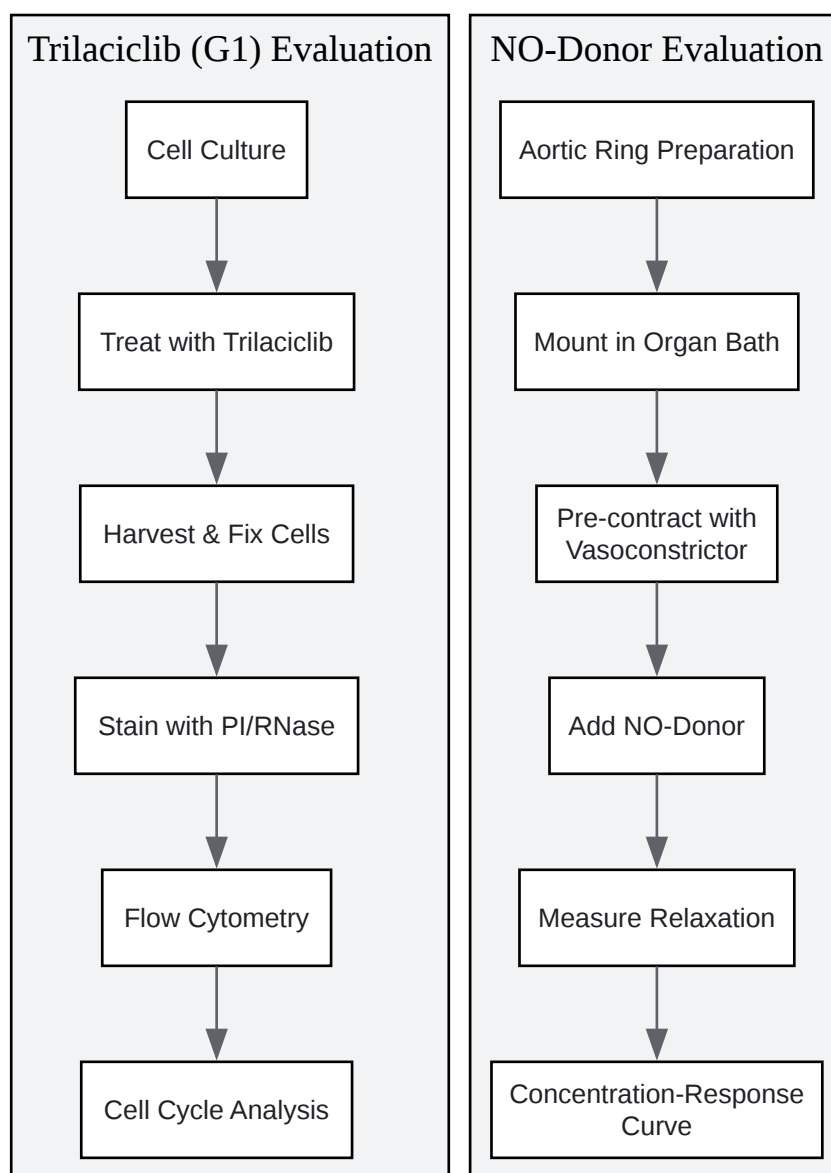 Trilaciclib (G1) Evaluation
Cell Culture
Treat with Trilaciclib
Harvest & Fix Cells
Stain with PI/RNase
Flow Cytometry
Cell Cycle Analysis
NO-Donor Evaluation
Aortic Ring Preparation
Mount in Organ Bath
Pre-contract with
Vasoconstrictor
Add NO-Donor
Measure Relaxation
Concentration-Response
Curve